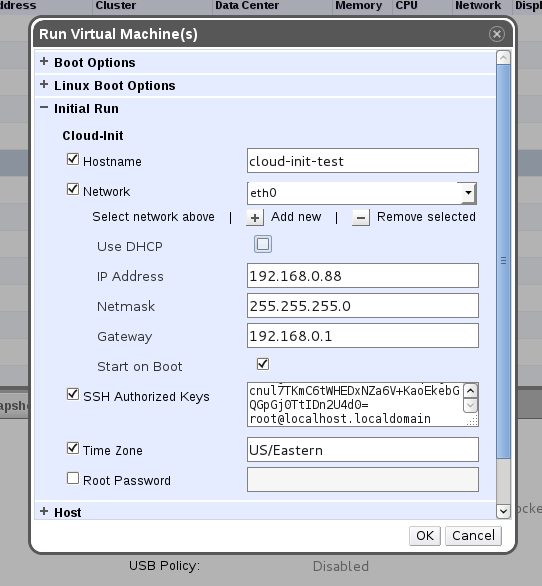 ddress Cluster Data Center Memory CPU Network Displ
Run Virtual Machine(s)
+ Boot Options
+ Linux Boot Options
− Initial Run
Cloud-Init
Hostname cloud-init-test
Network eth0
Select network above | + Add new | − Remove selected
Use DHCP
IP Address 192.168.0.88
Netmask 255.255.255.0
Gateway 192.168.0.1
Start on Boot
SSH Authorized Keys
cnul7TKmC6tWHEDxNZa6V+KaoEkebG
QGpGj0TtIDn2U4d0=
root@localhost.localdomain
Time Zone US/Eastern
Root Password
+ Host
OK Cancel
apsho
ocke
USB Policy: Disabled